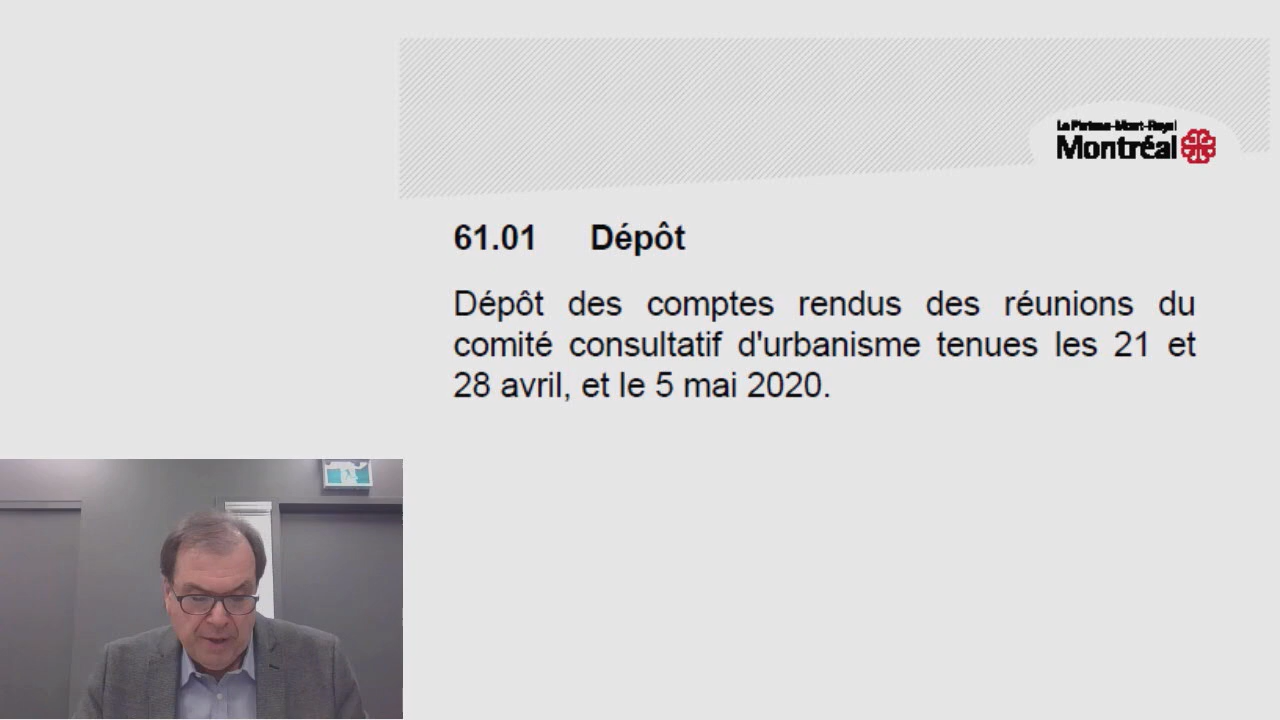 Le Plateau-Mont-Royal
Montréal
61.01 Dépôt
Dépôt des comptes rendus des réunions du
comité consultatif d'urbanisme tenues les 21 et
28 avril, et le 5 mai 2020.